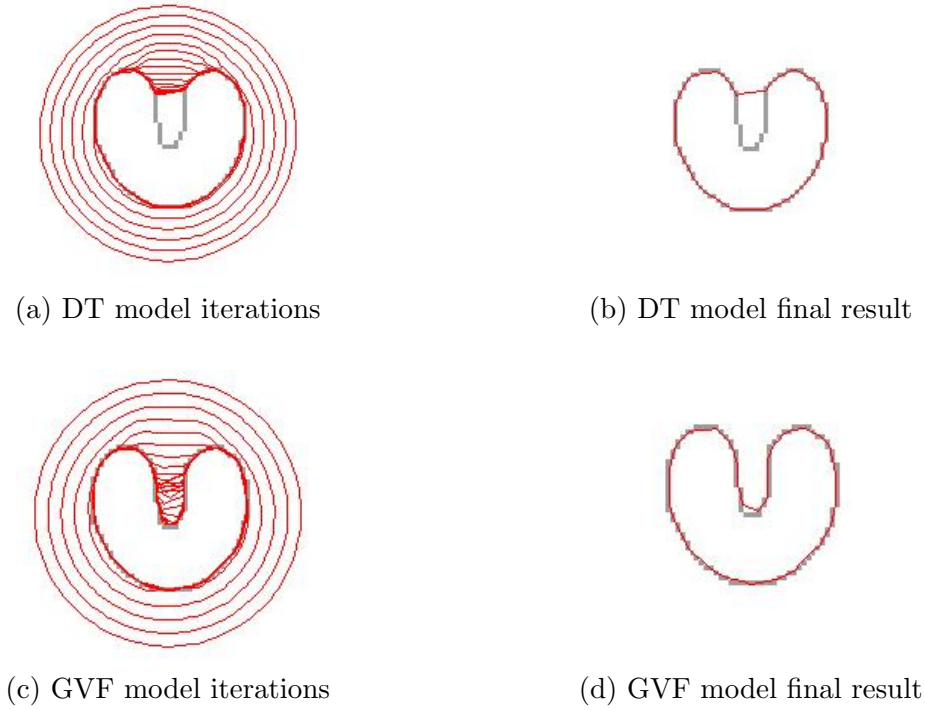 (a) DT model iterations
(b) DT model final result
(c) GVF model iterations
(d) GVF model final result